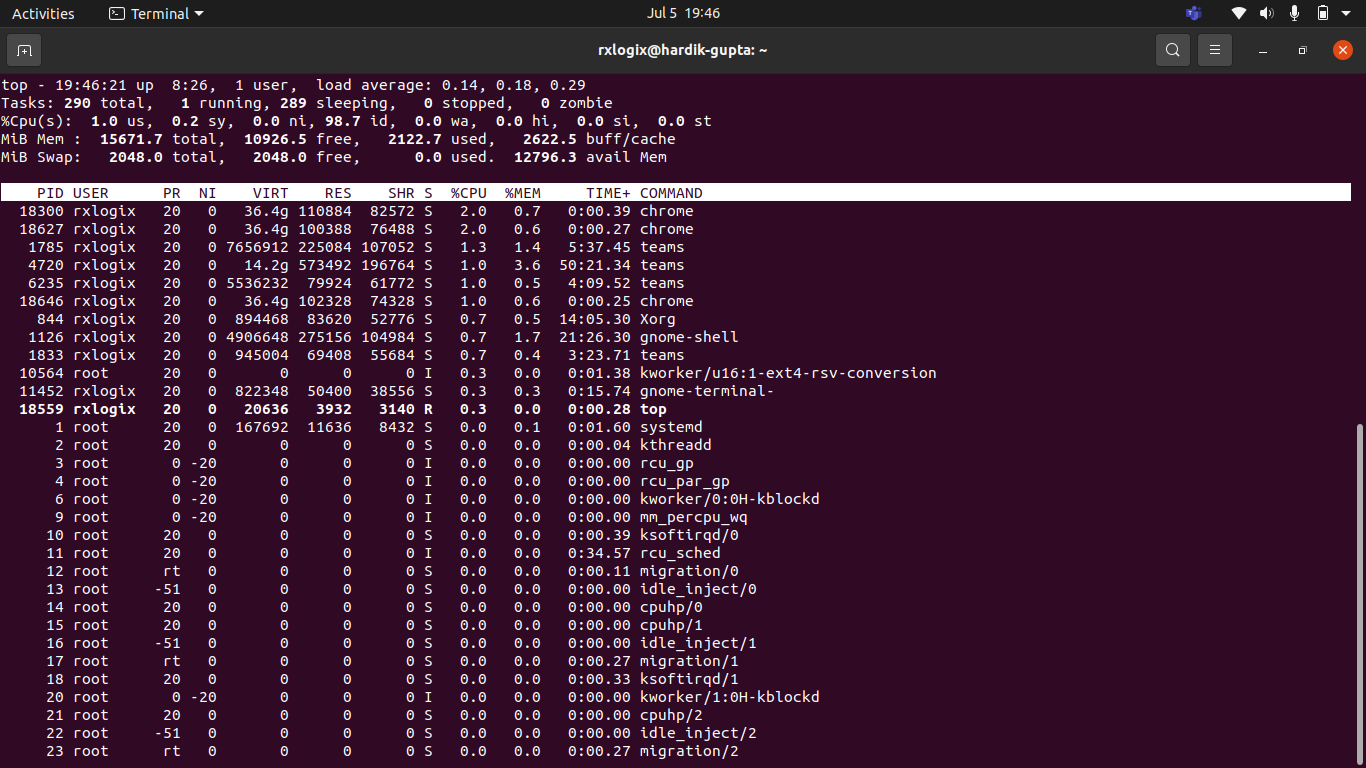 Activities Terminal Jul 5 19:46
rxlogix@hardik-gupta: ~
top - 19:46:21 up  8:26,  1 user,  load average: 0.14, 0.18, 0.29
Tasks: 290 total,   1 running, 289 sleeping,   0 stopped,   0 zombie
%Cpu(s):  1.0 us,  0.2 sy,  0.0 ni, 98.7 id,  0.0 wa,  0.0 hi,  0.0 si,  0.0 st
MiB Mem :  15671.7 total,  10926.5 free,   2122.7 used,   2622.5 buff/cache
MiB Swap:   2048.0 total,   2048.0 free,      0.0 used.  12796.3 avail Mem
PID USER PR NI VIRT RES SHR S %CPU %MEM TIME+ COMMAND
18300 rxlogix 20 0 36.4g 110884 82572 S 2.0 0.7 0:00.39 chrome
18627 rxlogix 20 0 36.4g 100388 76488 S 2.0 0.6 0:00.27 chrome
1785 rxlogix 20 0 7656912 225084 107052 S 1.3 1.4 5:37.45 teams
4720 rxlogix 20 0 14.2g 573492 196764 S 1.0 3.6 50:21.34 teams
6235 rxlogix 20 0 5536232 79924 61772 S 1.0 0.5 4:09.52 teams
18646 rxlogix 20 0 36.4g 102328 74328 S 1.0 0.6 0:00.25 chrome
844 rxlogix 20 0 894468 83620 52776 S 0.7 0.5 14:05.30 Xorg
1126 rxlogix 20 0 4906648 275156 104984 S 0.7 1.7 21:26.30 gnome-shell
1833 rxlogix 20 0 945004 69408 55684 S 0.7 0.4 3:23.71 teams
10564 root 20 0 0 0 0 I 0.3 0.0 0:01.38 kworker/u16:1-ext4-rsv-conversion
11452 rxlogix 20 0 822348 50400 38556 S 0.3 0.3 0:15.74 gnome-terminal-
18559 rxlogix 20 0 20636 3932 3140 R 0.3 0.0 0:00.28 top
1 root 20 0 167692 11636 8432 S 0.0 0.1 0:01.60 systemd
2 root 20 0 0 0 0 S 0.0 0.0 0:00.04 kthreadd
3 root 0 -20 0 0 0 I 0.0 0.0 0:00.00 rcu_gp
4 root 0 -20 0 0 0 I 0.0 0.0 0:00.00 rcu_par_gp
6 root 0 -20 0 0 0 I 0.0 0.0 0:00.00 kworker/0:0H-kblockd
9 root 0 -20 0 0 0 I 0.0 0.0 0:00.00 mm_percpu_wq
10 root 20 0 0 0 0 S 0.0 0.0 0:00.39 ksoftirqd/0
11 root 20 0 0 0 0 I 0.0 0.0 0:34.57 rcu_sched
12 root rt 0 0 0 0 S 0.0 0.0 0:00.11 migration/0
13 root -51 0 0 0 0 S 0.0 0.0 0:00.00 idle_inject/0
14 root 20 0 0 0 0 S 0.0 0.0 0:00.00 cpuhp/0
15 root 20 0 0 0 0 S 0.0 0.0 0:00.00 cpuhp/1
16 root -51 0 0 0 0 S 0.0 0.0 0:00.00 idle_inject/1
17 root rt 0 0 0 0 S 0.0 0.0 0:00.27 migration/1
18 root 20 0 0 0 0 S 0.0 0.0 0:00.33 ksoftirqd/1
20 root 0 -20 0 0 0 I 0.0 0.0 0:00.00 kworker/1:0H-kblockd
21 root 20 0 0 0 0 S 0.0 0.0 0:00.00 cpuhp/2
22 root -51 0 0 0 0 S 0.0 0.0 0:00.00 idle_inject/2
23 root rt 0 0 0 0 S 0.0 0.0 0:00.27 migration/2